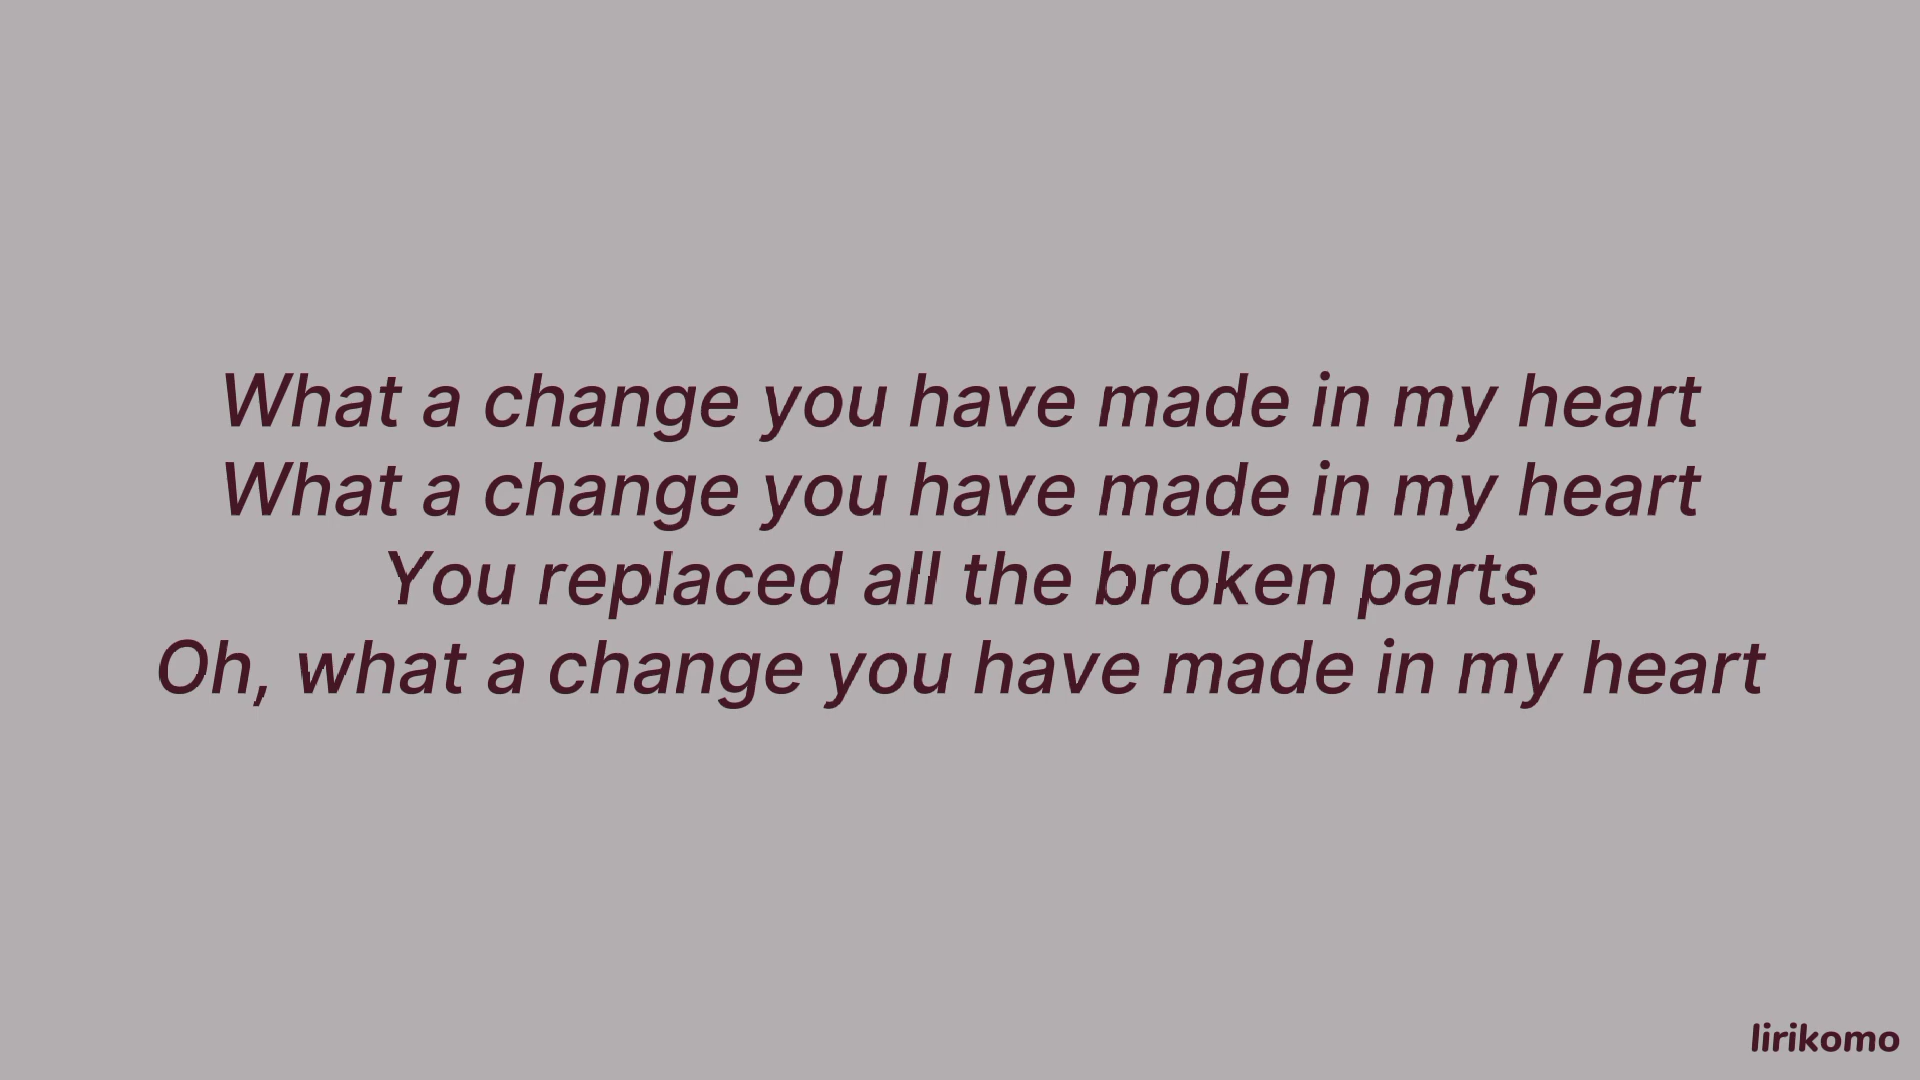 What a change you have made in my heart
What a change you have made in my heart
You replaced all the broken parts
Oh, what a change you have made in my heart
lirikomo